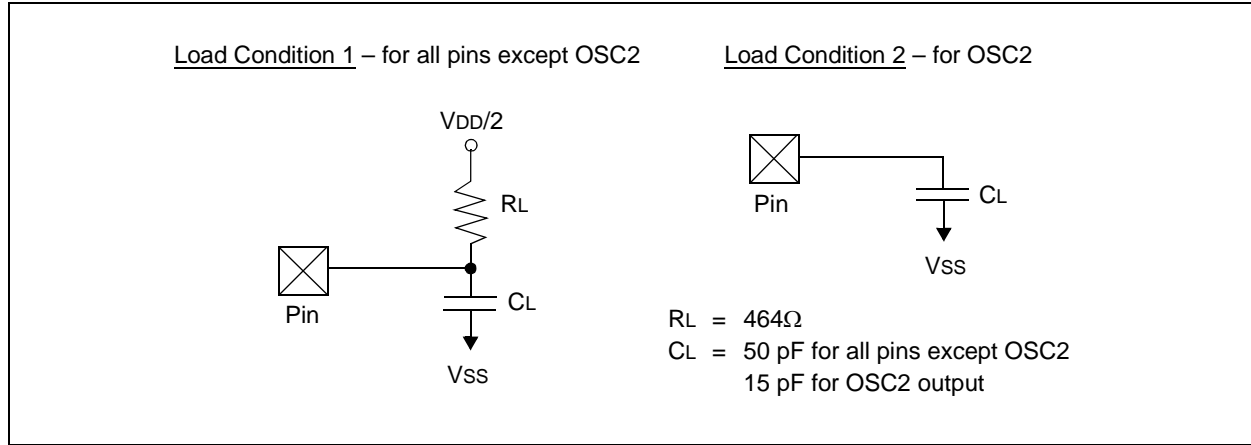 Load Condition 1 – for all pins except OSC2
VDD/2
RL
Pin
CL
VSS
Load Condition 2 – for OSC2
Pin
CL
VSS
RL = 464Ω
CL = 50 pF for all pins except OSC2
15 pF for OSC2 output